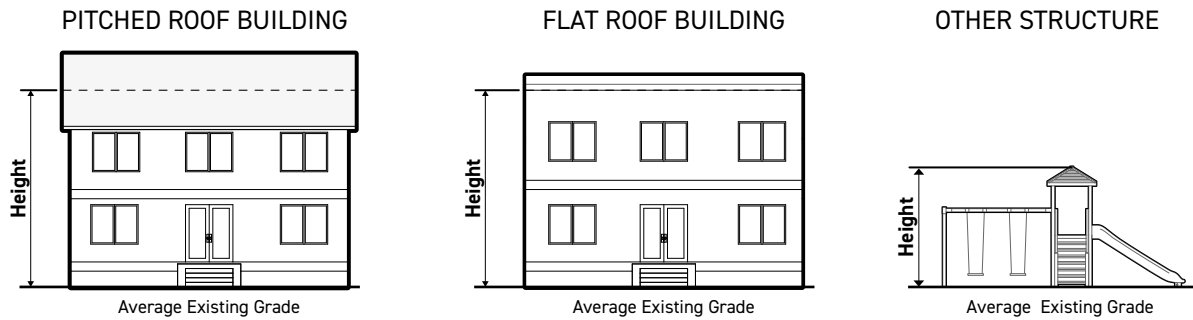 PITCHED ROOF BUILDING
FLAT ROOF BUILDING
OTHER STRUCTURE
Height
Height
Height
Average Existing Grade
Average Existing Grade
Average Existing Grade